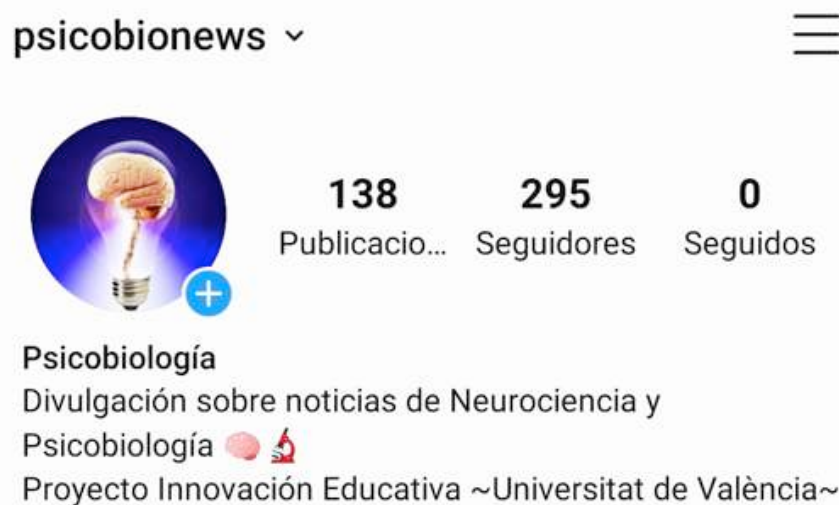 psicobionews
138 295 0
Publicacio... Seguidores Seguidos
Psicobiología
Divulgación sobre noticias de Neurociencia y
Psicobiología 🧠 🔬
Proyecto Innovación Educativa ~Universitat de València~